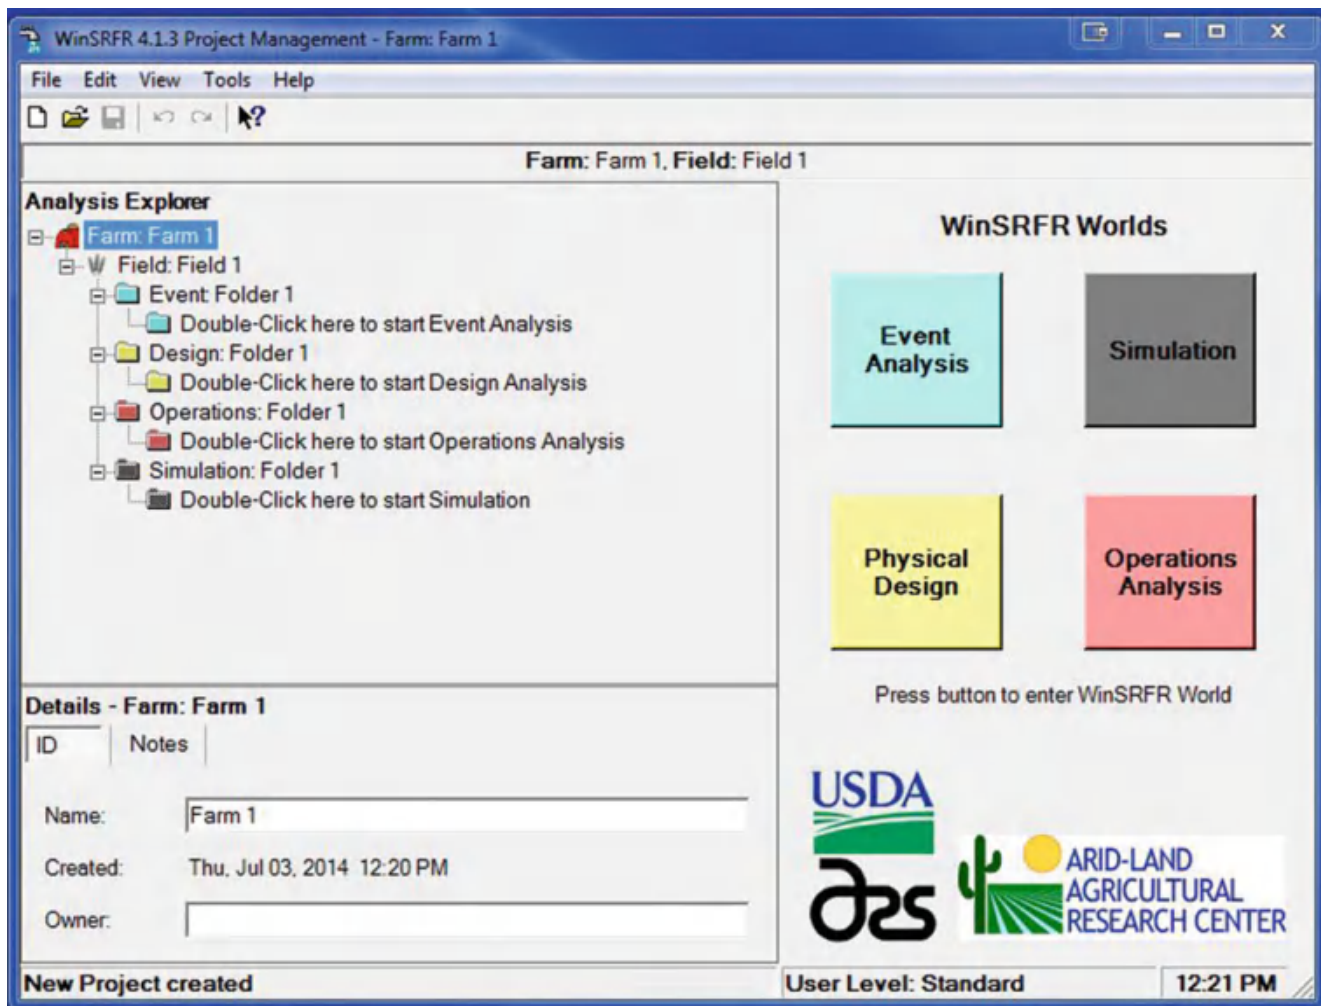 WinSRFR 4.1.3 Project Management - Farm: Farm 1
File Edit View Tools Help
Farm: Farm 1, Field: Field 1
Analysis Explorer
Farm: Farm 1
Field: Field 1
Event: Folder 1
Double-Click here to start Event Analysis
Design: Folder 1
Double-Click here to start Design Analysis
Operations: Folder 1
Double-Click here to start Operations Analysis
Simulation: Folder 1
Double-Click here to start Simulation
WinSRFR Worlds
Event
Analysis
Simulation
Physical
Design
Operations
Analysis
Press button to enter WinSRFR World
Details - Farm: Farm 1
ID Notes
Name: Farm 1
Created: Thu, Jul 03, 2014 12:20 PM
Owner:
USDA
ars
ARID-LAND
AGRICULTURAL
RESEARCH CENTER
New Project created
User Level: Standard
12:21 PM